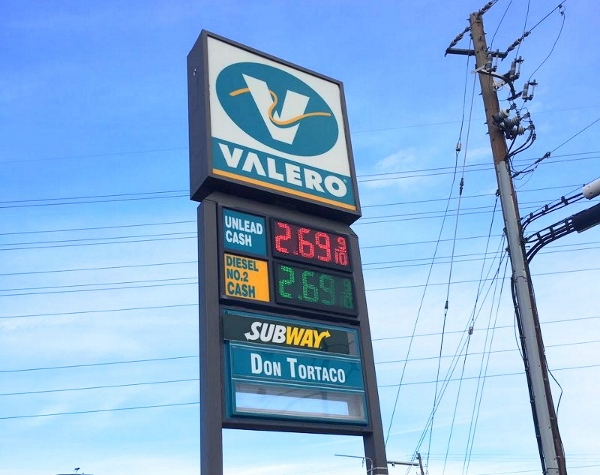 VALERO
UNLEAD
CASH
2.69 9/10
DIESEL
NO.2
CASH
2.69 9/10
SUBWAY
DON TORTACO